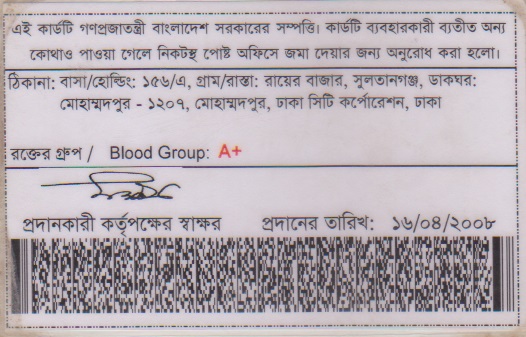 এই কার্ডটি গণপ্রজাতন্ত্রী বাংলাদেশ সরকারের সম্পত্তি। কার্ডটি ব্যবহারকারী ব্যতীত অন্য
কোথাও পাওয়া গেলে নিকটস্থ পোষ্ট অফিসে জমা দেয়ার জন্য অনুরোধ করা হলো।
ঠিকানা: বাসা/হোল্ডিং: ১৫৬/এ, গ্রাম/রাস্তা: রায়ের বাজার, সুলতানগঞ্জ, ডাকঘর:
মোহাম্মদপুর - ১২০৭, মোহাম্মদপুর, ঢাকা সিটি কর্পোরেশন, ঢাকা
রক্তের গ্রুপ / Blood Group: A+
প্রদানকারী কর্তৃপক্ষের স্বাক্ষর প্রদানের তারিখ: ১৬/০৪/২০০৮